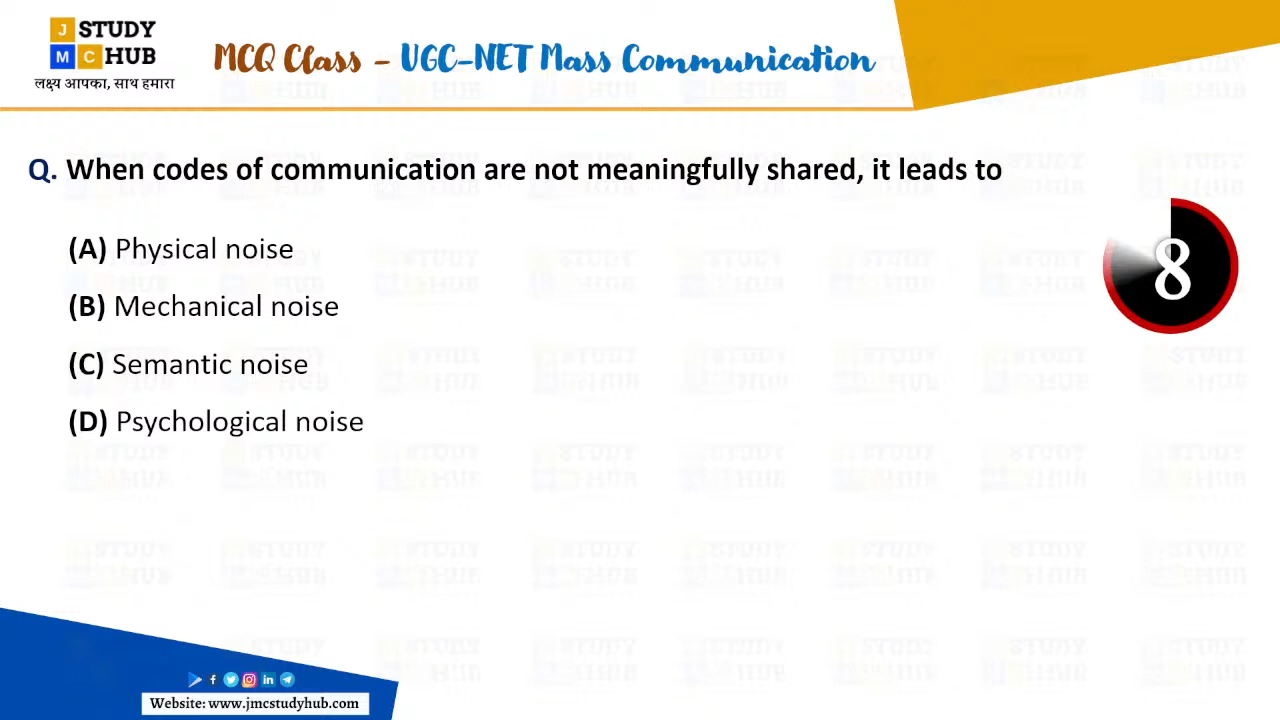 J STUDY
MC HUB
लक्ष्य आपका, साथ हमारा
MCQ Class - UGC-NET Mass Communication
Q. When codes of communication are not meaningfully shared, it leads to
(A) Physical noise
(B) Mechanical noise
(C) Semantic noise
(D) Psychological noise
8
Website: www.jmcstudyhub.com